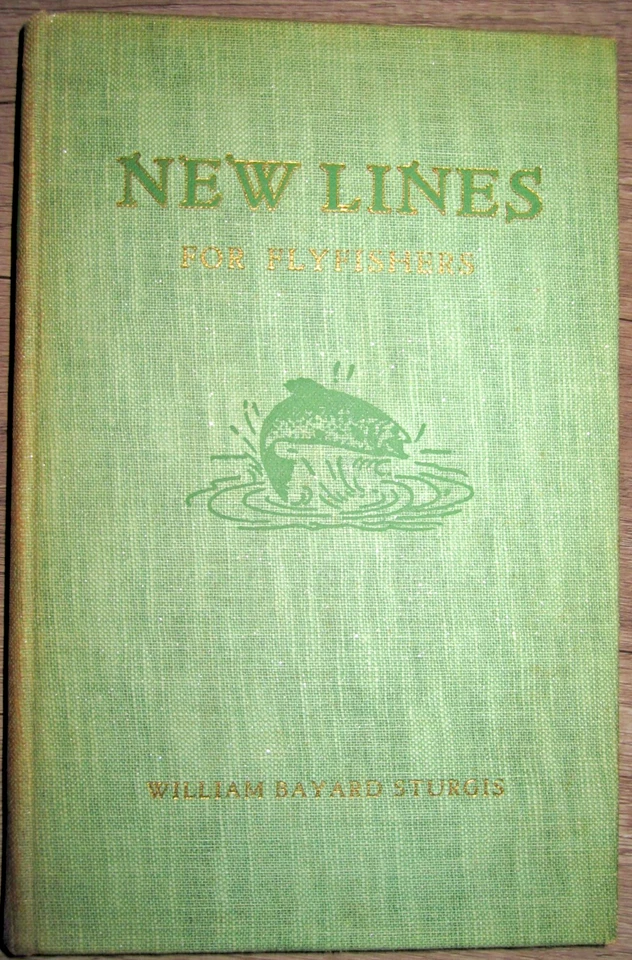 NEW LINES
FOR FLYFISHERS
WILLIAM BAYARD STURGIS